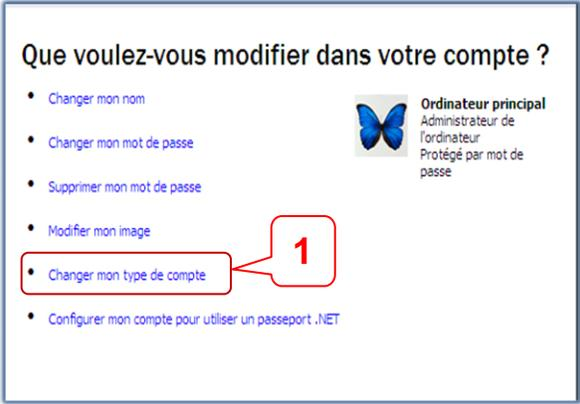 Que voulez-vous modifier dans votre compte ?
• Changer mon nom
• Changer mon mot de passe
• Supprimer mon mot de passe
• Modifier mon image
• Changer mon type de compte
1
• Configurer mon compte pour utiliser un passeport .NET
Ordinateur principal
Administrateur de
l'ordinateur
Protégé par mot de
passe